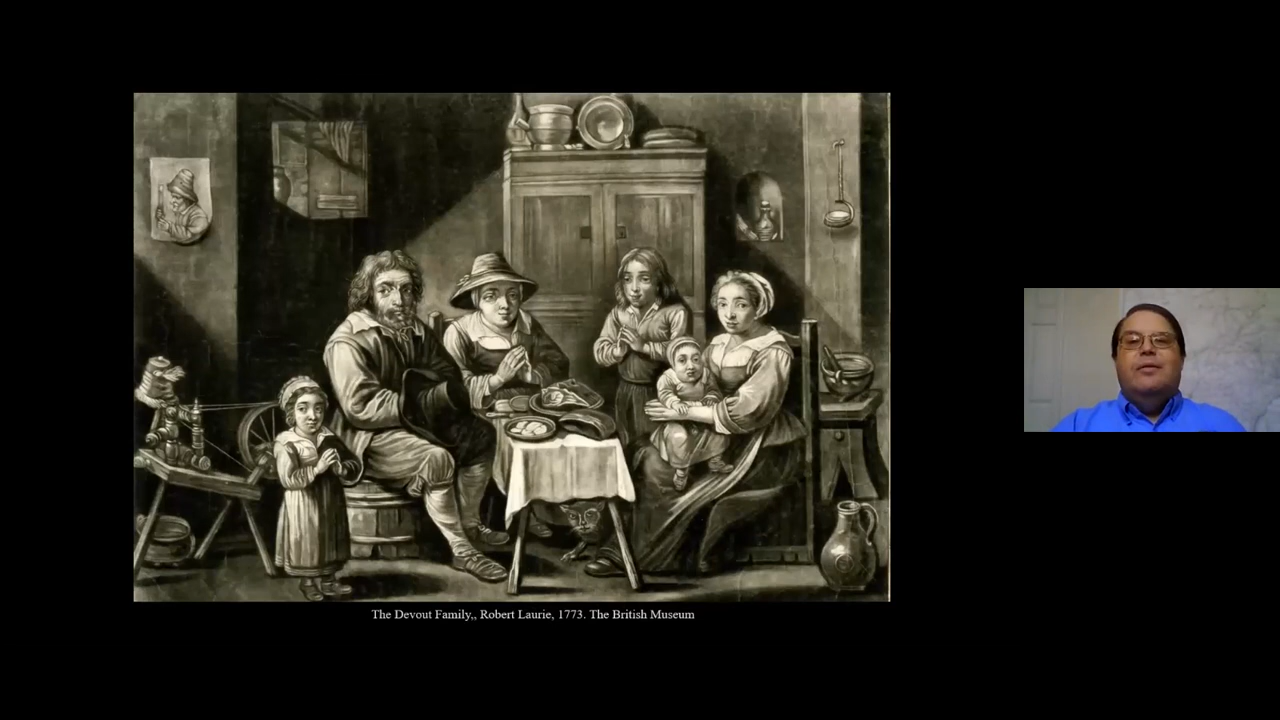 The Devout Family,, Robert Laurie, 1773. The British Museum